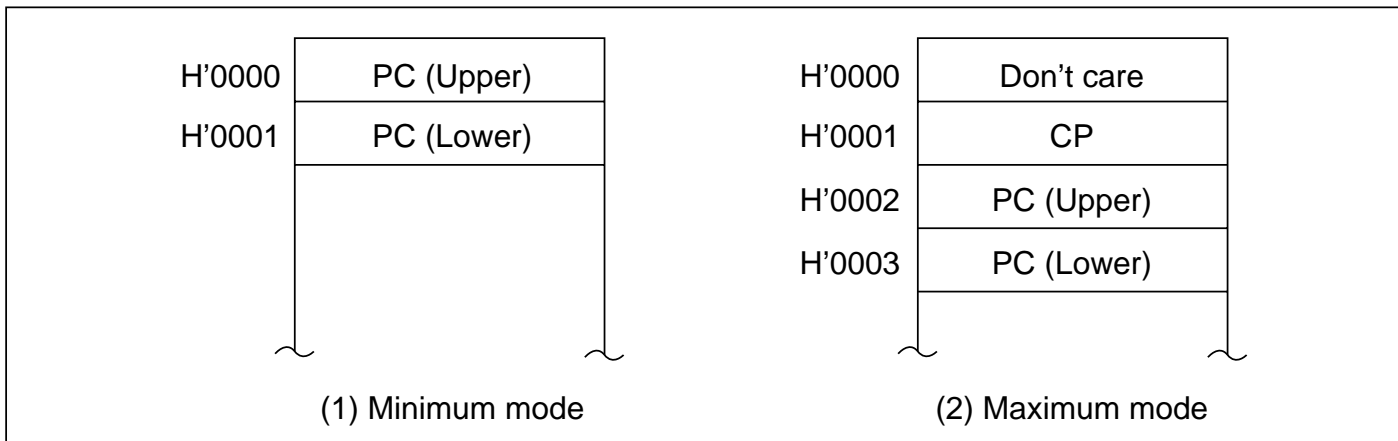 H’0000 PC (Upper)
H’0001 PC (Lower)
(1) Minimum mode
H’0000 Don’t care
H’0001 CP
H’0002 PC (Upper)
H’0003 PC (Lower)
(2) Maximum mode